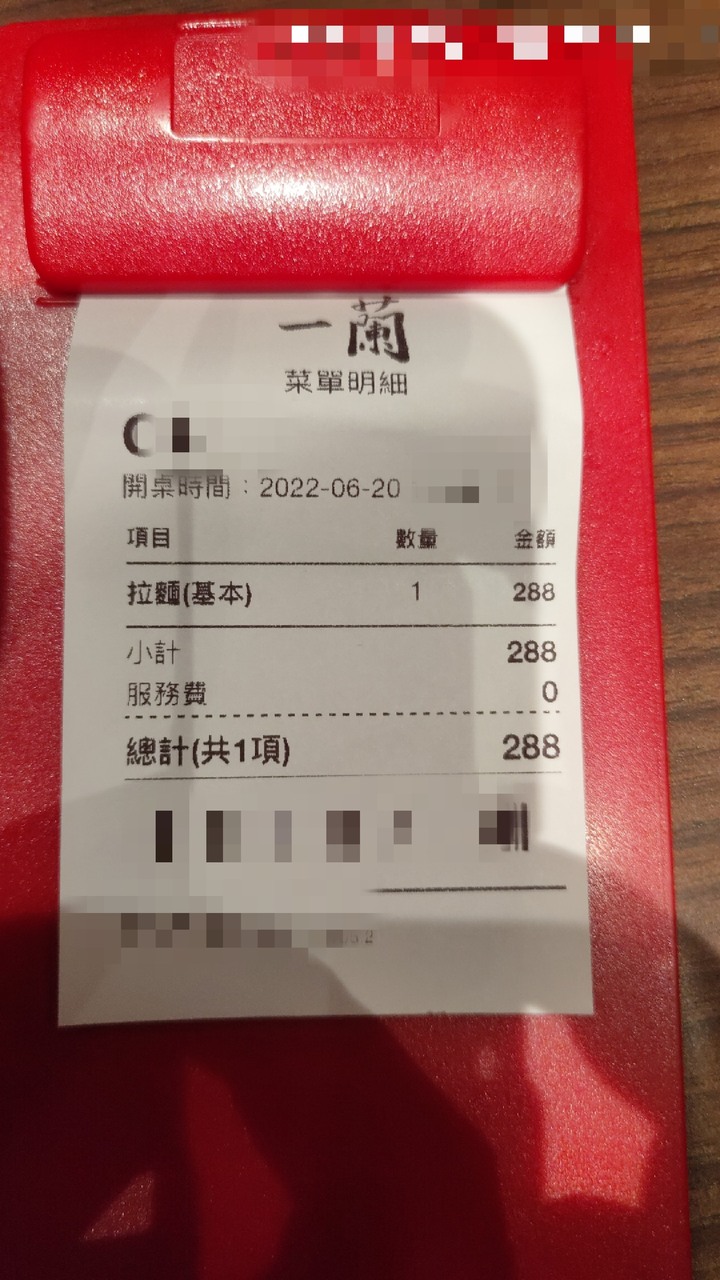 一蘭
菜單明細
開桌時間：2022-06-20
項目 數量 金額
拉麵(基本) 1 288
小計 288
服務費 0
總計(共1項) 288